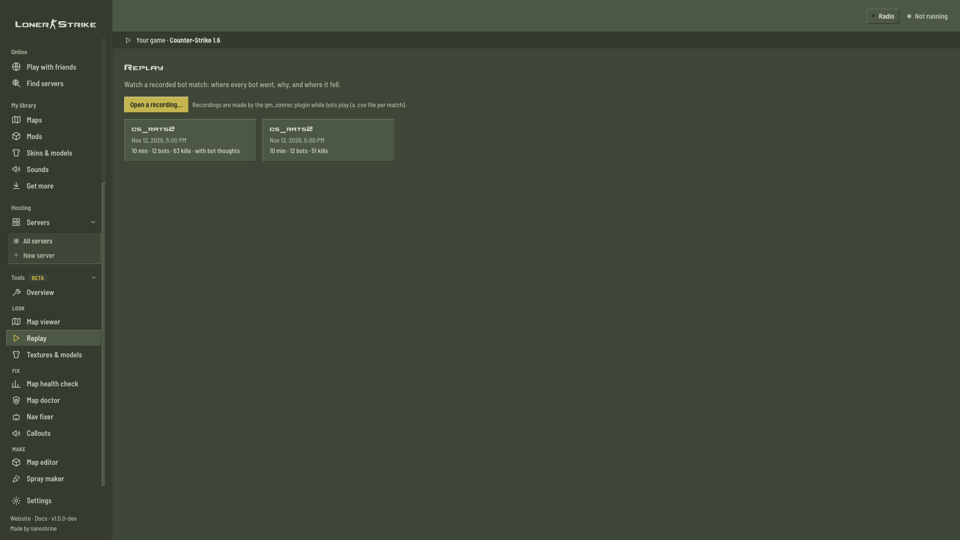 LONER STRIKE
Online
Play with friends
Find servers
My library
Maps
Mods
Skins & models
Sounds
Get more
Hosting
Servers
All servers
New server
Tools BETA
Overview
LOOK
Map viewer
Replay
Textures & models
FIX
Map health check
Map doctor
Nav fixer
Callouts
MAKE
Map editor
Spray maker
Settings
Website · Docs · v1.0.0-dev
Made by nanoshrine
Radio
Not running
Your game · Counter-Strike 1.6
REPLAY
Watch a recorded bot match: where every bot went, why, and where it fell.
Open a recording...
Recordings are made by the gm_simrec plugin while bots play (a .csv file per match).
cs_rats2
Nov 12, 2026, 5:00 PM
10 min · 12 bots · 63 kills · with bot thoughts
cs_rats2
Nov 12, 2026, 5:00 PM
10 min · 12 bots · 51 kills